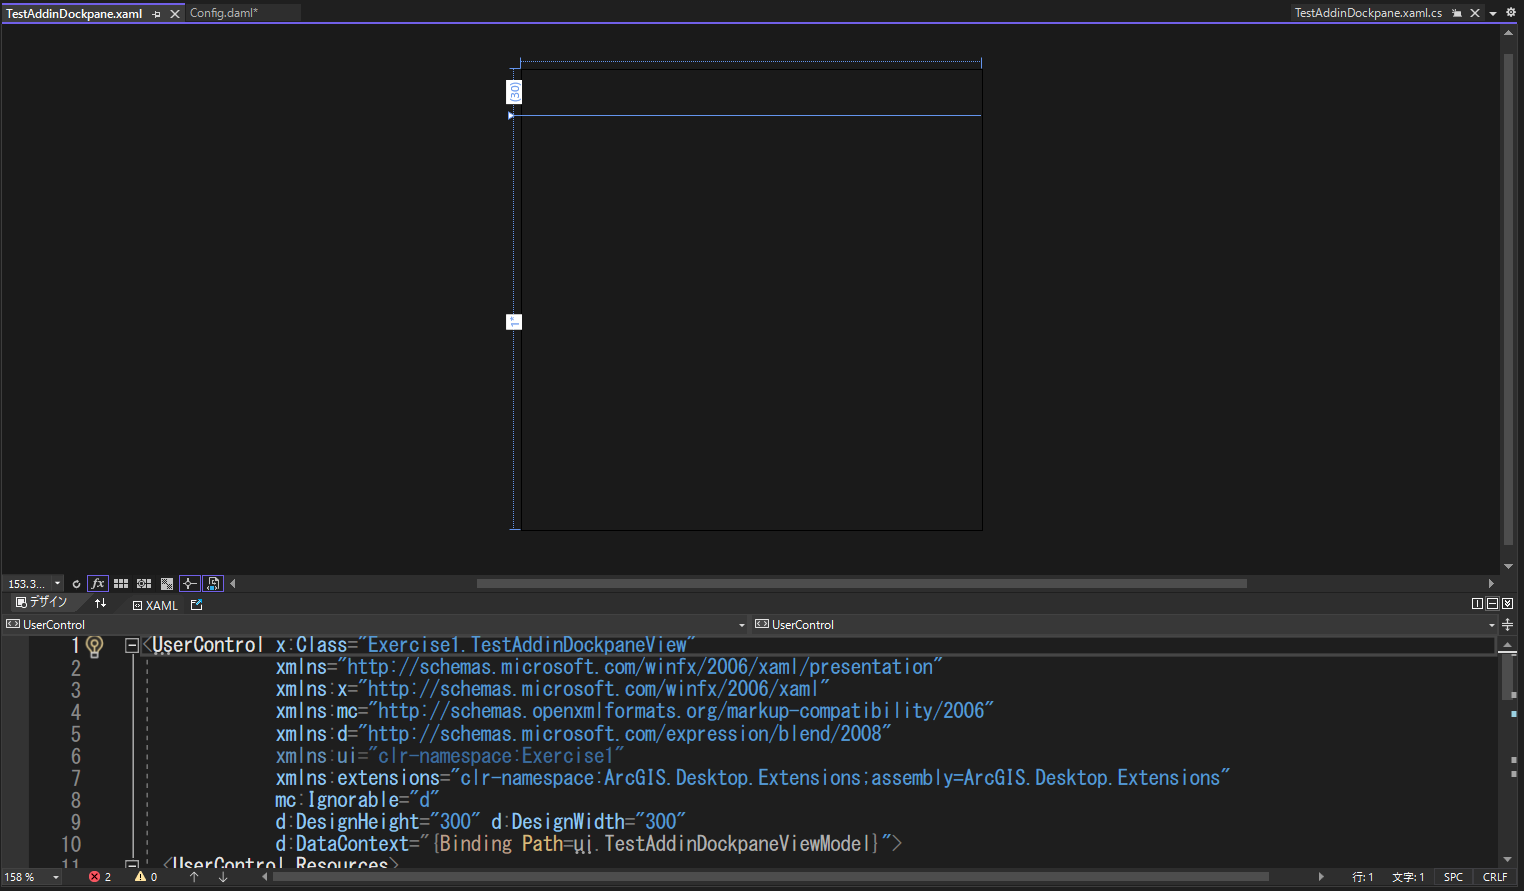 TestAddinDockpane.xaml
Config.daml*
TestAddinDockpane.xaml.cs
(30)
1*
153.3...
fx
デザイン
XAML
UserControl
UserControl
1 <UserControl x:Class="Exercise1.TestAddinDockpaneView"
2 xmlns="http://schemas.microsoft.com/winfx/2006/xaml/presentation"
3 xmlns:x="http://schemas.microsoft.com/winfx/2006/xaml"
4 xmlns:mc="http://schemas.openxmlformats.org/markup-compatibility/2006"
5 xmlns:d="http://schemas.microsoft.com/expression/blend/2008"
6 xmlns:ui="clr-namespace:Exercise1"
7 xmlns:extensions="clr-namespace:ArcGIS.Desktop.Extensions;assembly=ArcGIS.Desktop.Extensions"
8 mc:Ignorable="d"
9 d:DesignHeight="300" d:DesignWidth="300"
10 d:DataContext="{Binding Path=ui.TestAddinDockpaneViewModel}">
11 <UserControl.Resources>
158 %
2
0
行: 1
文字: 1
SPC
CRLF